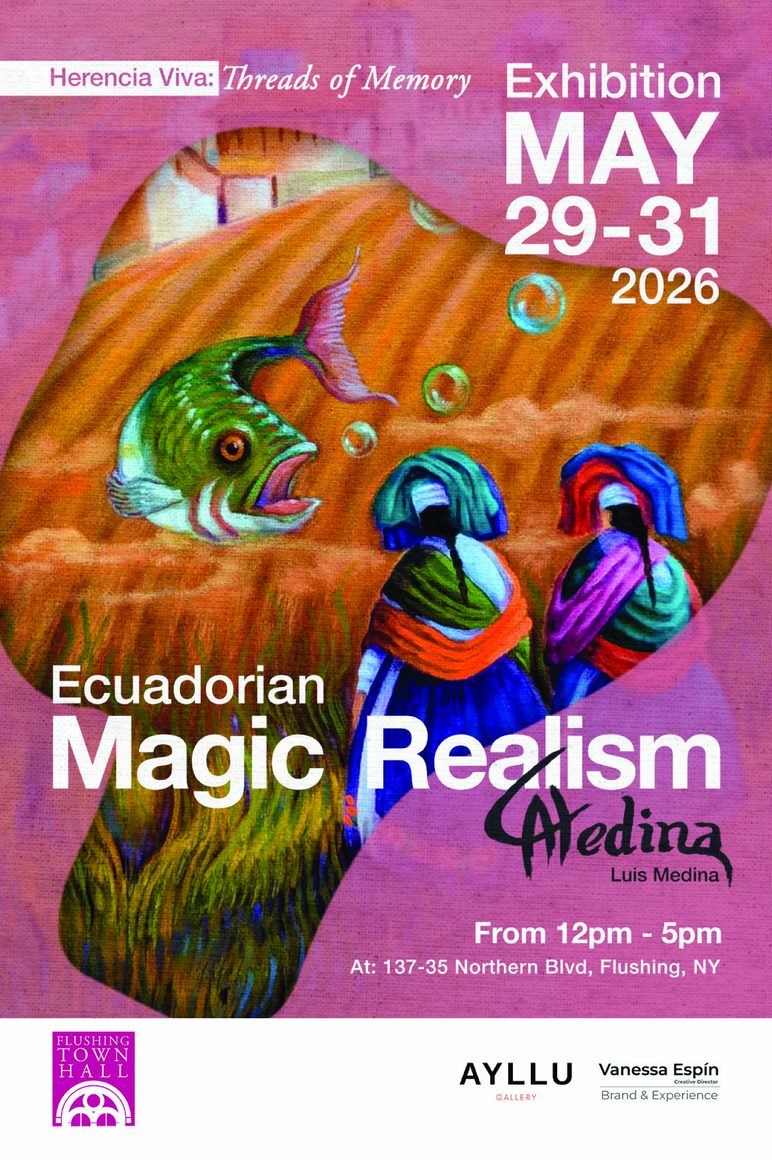 Herencia Viva: Threads of Memory
Exhibition
MAY
29-31
2026
Ecuadorian
Magic Realism
Medina
Luis Medina
From 12pm - 5pm
At: 137-35 Northern Blvd, Flushing, NY
FLUSHING
TOWN
HALL
AYLLU
GALLERY
Vanessa Espín
Creative Director
Brand & Experience